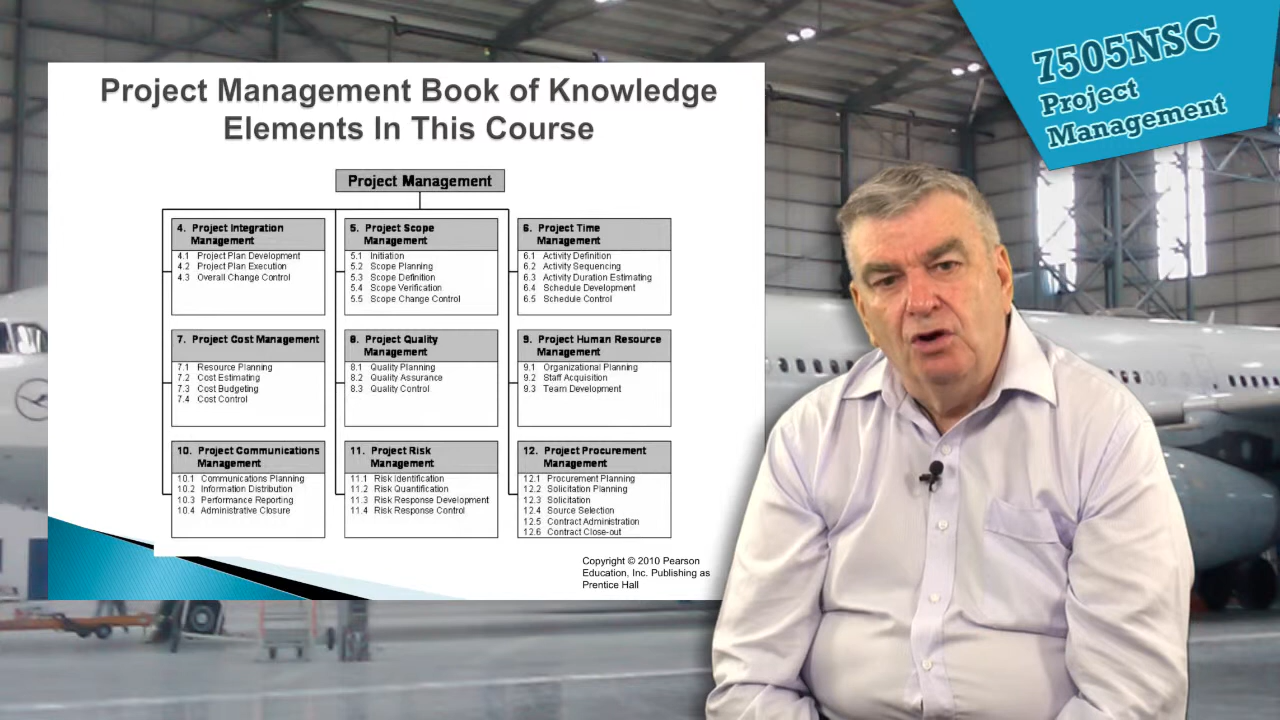 7505NSC
Project
Management
Project Management Book of Knowledge
Elements In This Course
Project Management
4. Project Integration
Management
4.1 Project Plan Development
4.2 Project Plan Execution
4.3 Overall Change Control
5. Project Scope
Management
5.1 Initiation
5.2 Scope Planning
5.3 Scope Definition
5.4 Scope Verification
5.5 Scope Change Control
6. Project Time
Management
6.1 Activity Definition
6.2 Activity Sequencing
6.3 Activity Duration Estimating
6.4 Schedule Development
6.5 Schedule Control
7. Project Cost Management
7.1 Resource Planning
7.2 Cost Estimating
7.3 Cost Budgeting
7.4 Cost Control
8. Project Quality
Management
8.1 Quality Planning
8.2 Quality Assurance
8.3 Quality Control
9. Project Human Resource
Management
9.1 Organizational Planning
9.2 Staff Acquisition
9.3 Team Development
10. Project Communications
Management
10.1 Communications Planning
10.2 Information Distribution
10.3 Performance Reporting
10.4 Administrative Closure
11. Project Risk
Management
11.1 Risk Identification
11.2 Risk Quantification
11.3 Risk Response Development
11.4 Risk Response Control
12. Project Procurement
Management
12.1 Procurement Planning
12.2 Solicitation Planning
12.3 Solicitation
12.4 Source Selection
12.5 Contract Administration
12.6 Contract Close-out
Copyright © 2010 Pearson
Education, Inc. Publishing as
Prentice Hall